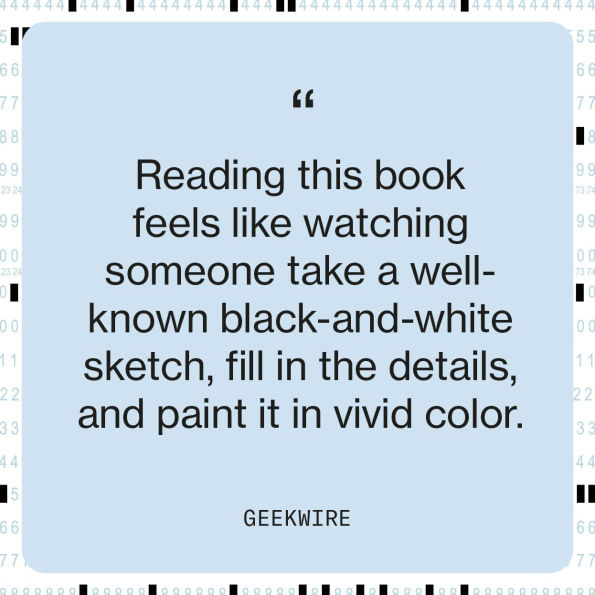 “
Reading this book
feels like watching
someone take a well-
known black-and-white
sketch, fill in the details,
and paint it in vivid color.
GEEKWIRE